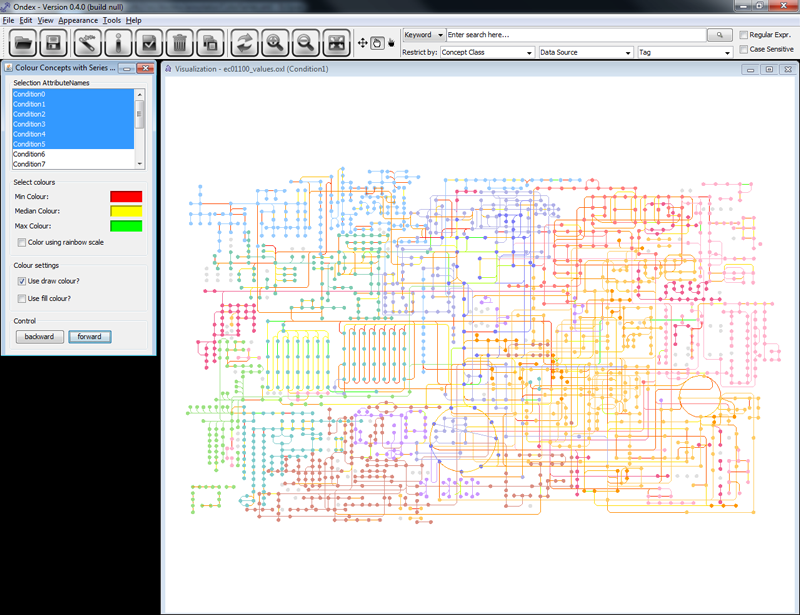 Ondex - Version 0.4.0 (build null)
File Edit View Appearance Tools Help
Keyword Enter search here... Regular Expr.
Restrict by: Concept Class Data Source Tag Case Sensitive
Colour Concepts with Series ...
Visualization - ec01100_values.oxl (Condition1)
Selection AttributeNames
Condition0
Condition1
Condition2
Condition3
Condition4
Condition5
Condition6
Condition7
Select colours
Min Colour:
Median Colour:
Max Colour:
Color using rainbow scale
Colour settings
Use draw colour?
Use fill colour?
Control
backward forward